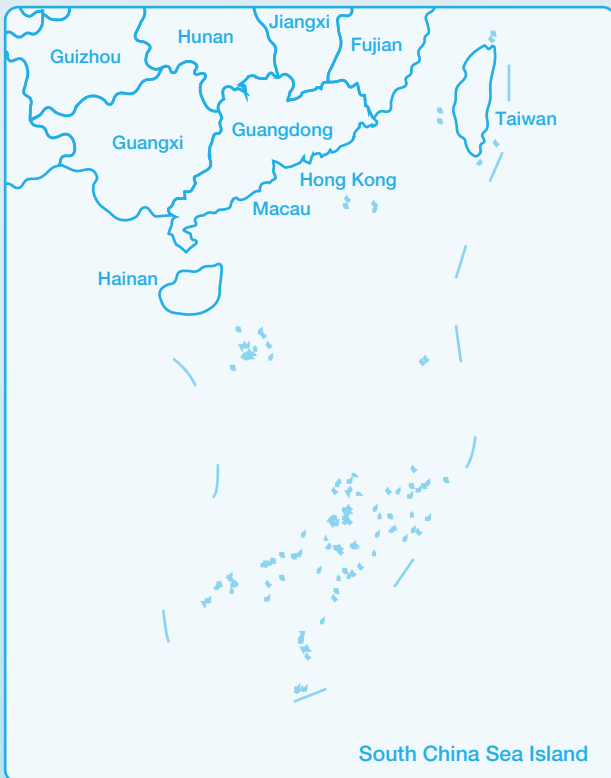 Jiangxi
Hunan
Fujian
Guizhou
Taiwan
Guangdong
Guangxi
Hong Kong
Macau
Hainan
South China Sea Island